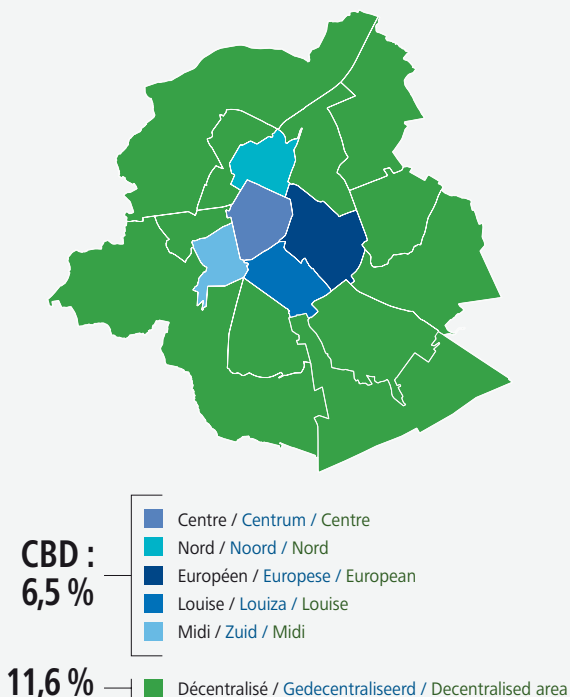 Centre / Centrum / Centre
Nord / Noord / Nord
CBD :
6,5 %
Européen / Europese / European
Louise / Louiza / Louise
Midi / Zuid / Midi
11,6 %
Décentralisé / Gedecentraliseerd / Decentralised area